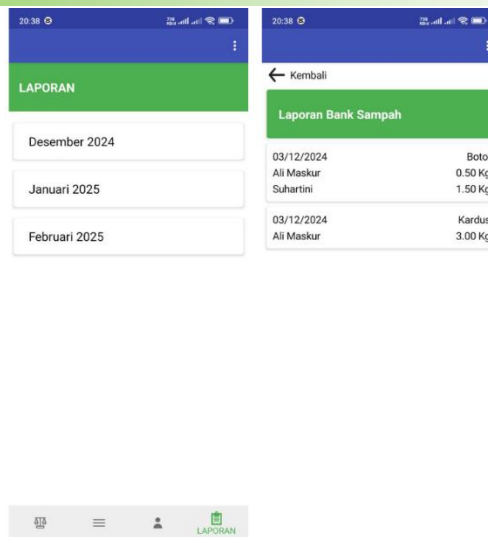 20:38
LAPORAN
Desember 2024
Januari 2025
Februari 2025
LAPORAN
20:38
Kembali
Laporan Bank Sampah
03/12/2024 Boto
Ali Maskur 0.50 Kg
Suhartini 1.50 Kg
03/12/2024 Kardus
Ali Maskur 3.00 Kg